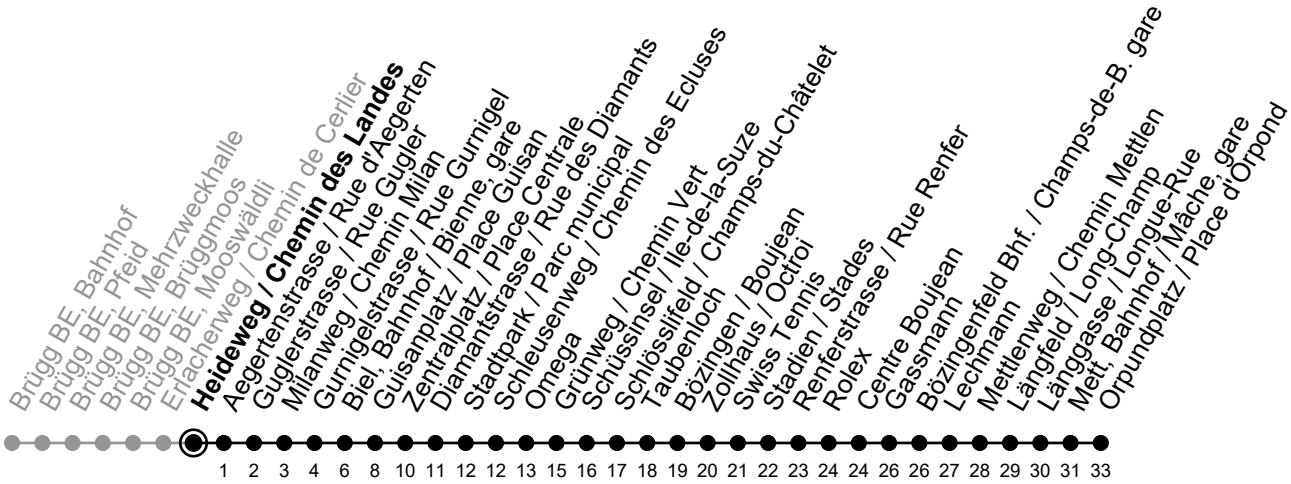 Brügg BE, Bahnhof
Brügg BE, Pfeid
Brügg BE, Mehrzweckhalle
Brügg BE, Brüggmoos
Brügg BE, Mooswäldli
Erlacherweg / Chemin de Cerlier
Heideweg / Chemin des Landes
Aegertenstrasse / Rue d'Aegerten
Guglerstrasse / Rue Gugler
Milanweg / Chemin Milan
Gurnigelstrasse / Rue Gurnigel
Biel, Bahnhof / Bienne, gare
Guisanplatz / Place Guisan
Zentralplatz / Place Centrale
Diamantstrasse / Rue des Diamants
Stadtpark / Parc municipal
Schleusenweg / Chemin des Ecluses
Omega
Grünweg / Chemin Vert
Schüssinsel / Ile-de-la-Suze
Schlösslifeld / Champs-du-Châtelet
Taubenloch
Bözingen / Boujean
Zollhaus / Octroi
Swiss Tennis
Stadien / Stades
Renferstrasse / Rue Renfer
Rolex
Centre Boujean
Gassmann
Bözingenfeld Bhf. / Champs-de-B. gare
Lechmann
Mettlenweg / Chemin Mettlen
Längfeld / Long-Champ
Länggasse / Longue-Rue
Mett, Bahnhof / Mâche, gare
Orpundplatz / Place d'Orpond
1 2 3 4 6 8 10 11 12 12 13 15 16 17 18 19 20 21 22 23 24 24 26 26 27 28 29 30 31 33